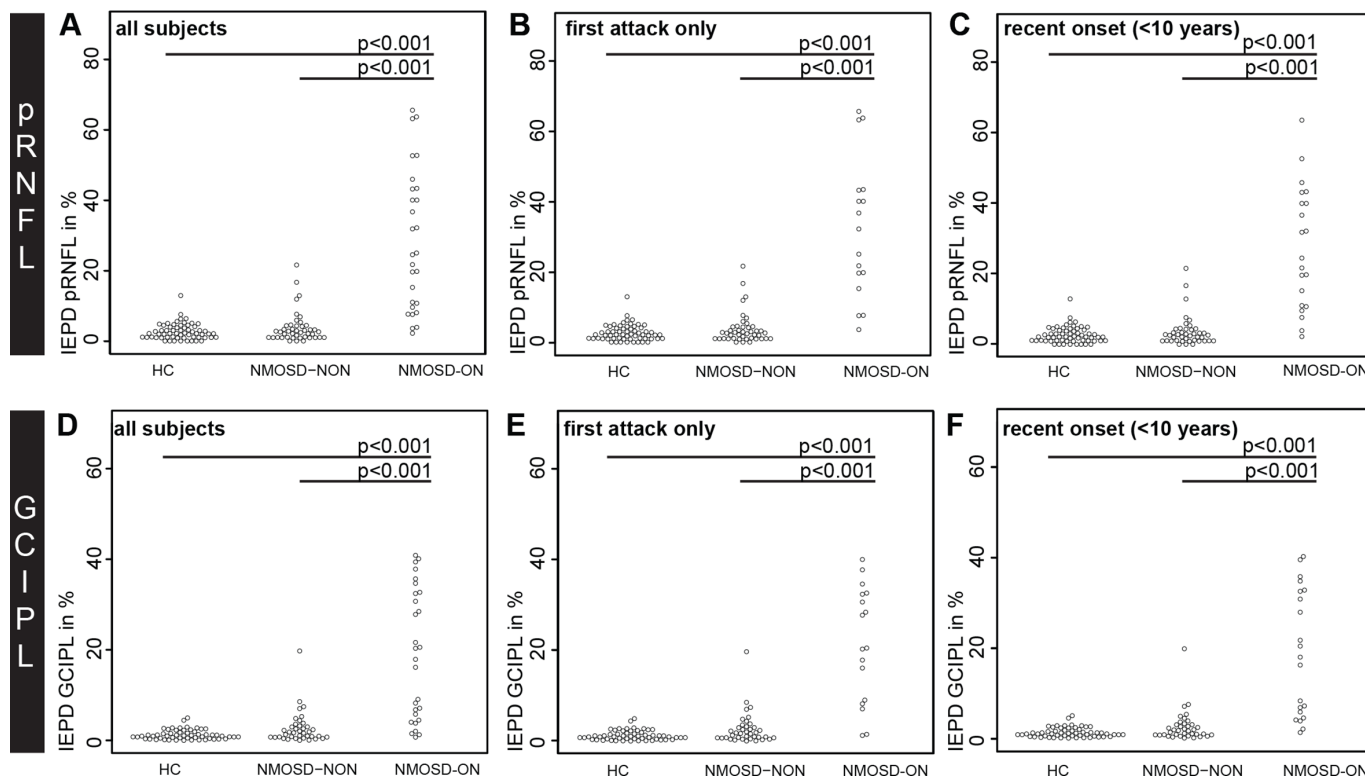 pRNFL
A
all subjects
p<0.001
p<0.001
IEPD pRNFL in %
80
60
40
20
0
HC
NMOSD−NON
NMOSD-ON
B
first attack only
p<0.001
p<0.001
IEPD pRNFL in %
80
60
40
20
0
HC
NMOSD−NON
NMOSD-ON
C
recent onset (<10 years)
p<0.001
p<0.001
IEPD pRNFL in %
80
60
40
20
0
HC
NMOSD−NON
NMOSD-ON
GCIPL
D
all subjects
p<0.001
p<0.001
IEPD GCIPL in %
60
40
20
0
HC
NMOSD−NON
NMOSD-ON
E
first attack only
p<0.001
p<0.001
IEPD GCIPL in %
60
40
20
0
HC
NMOSD−NON
NMOSD-ON
F
recent onset (<10 years)
p<0.001
p<0.001
IEPD GCIPL in %
60
40
20
0
HC
NMOSD−NON
NMOSD-ON